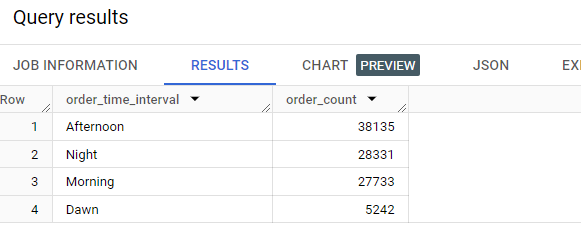 Query results
JOB INFORMATION RESULTS CHART PREVIEW JSON
Row order_time_interval order_count
1 Afternoon 38135
2 Night 28331
3 Morning 27733
4 Dawn 5242